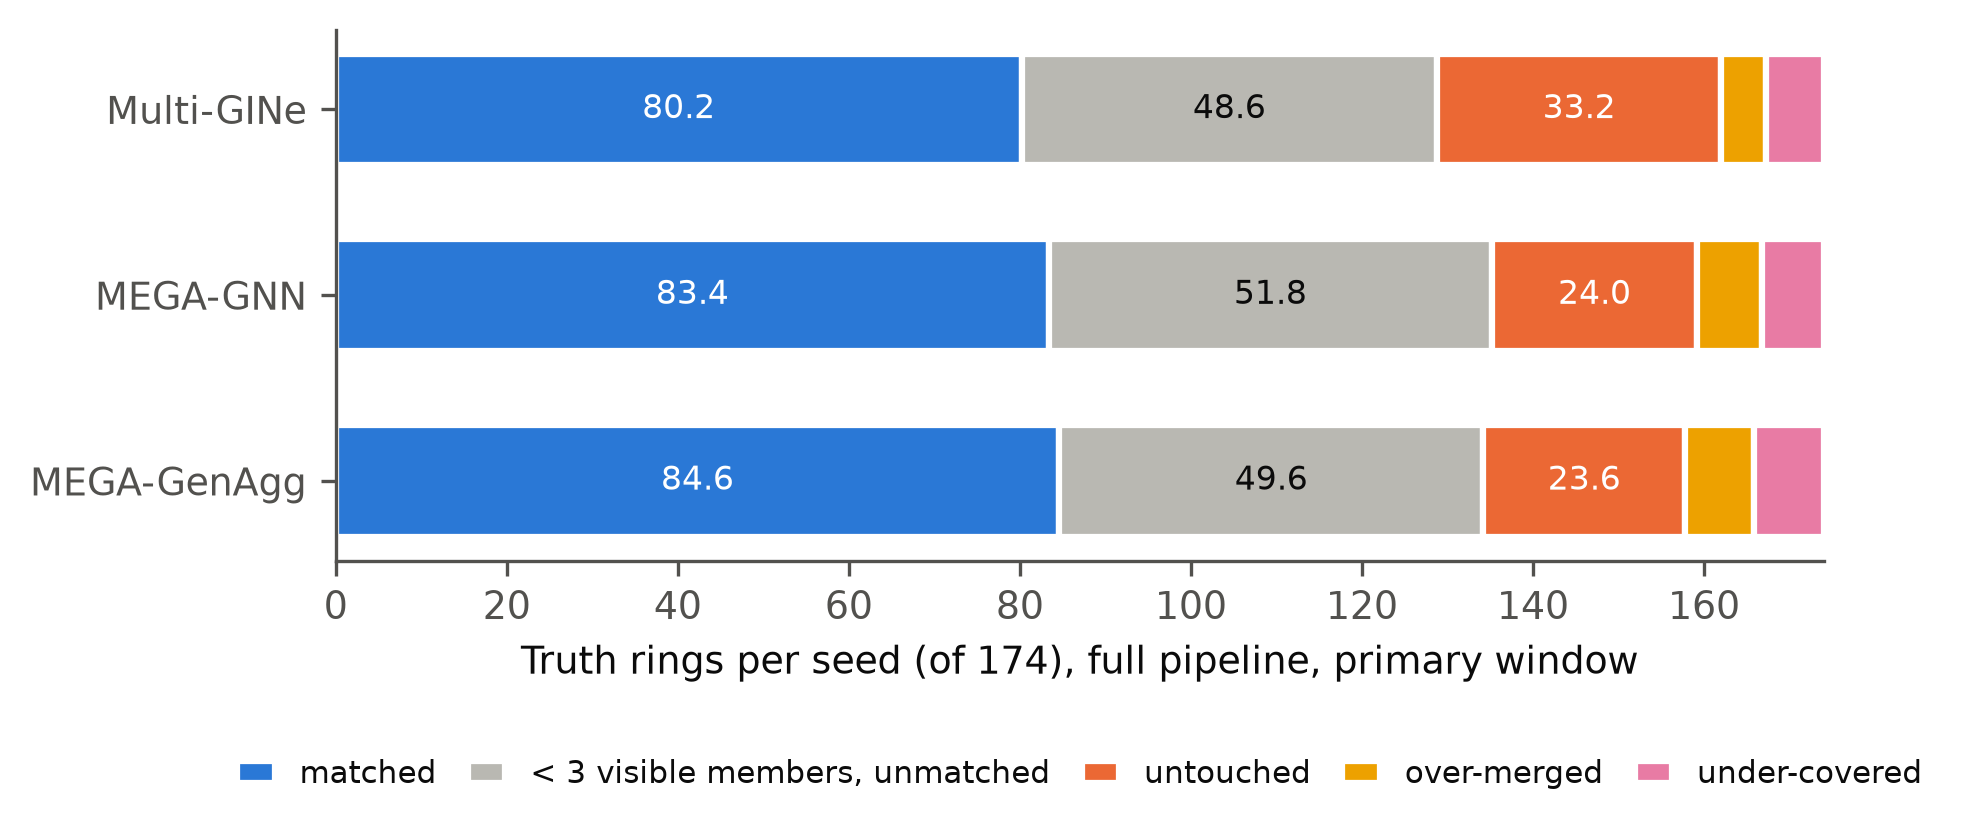 Multi-GINe 80.2 48.6 33.2
MEGA-GNN 83.4 51.8 24.0
MEGA-GenAgg 84.6 49.6 23.6
0 20 40 60 80 100 120 140 160
Truth rings per seed (of 174), full pipeline, primary window
matched < 3 visible members, unmatched untouched over-merged under-covered